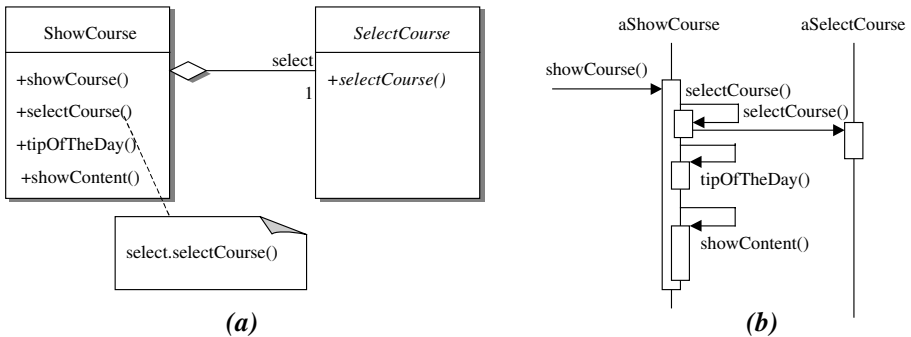 ShowCourse
+showCourse()
+selectCourse()
+tipOfTheDay()
+showContent()
select
1
SelectCourse
+selectCourse()
select.selectCourse()
(a)
aShowCourse
aSelectCourse
showCourse()
selectCourse()
selectCourse()
tipOfTheDay()
showContent()
(b)